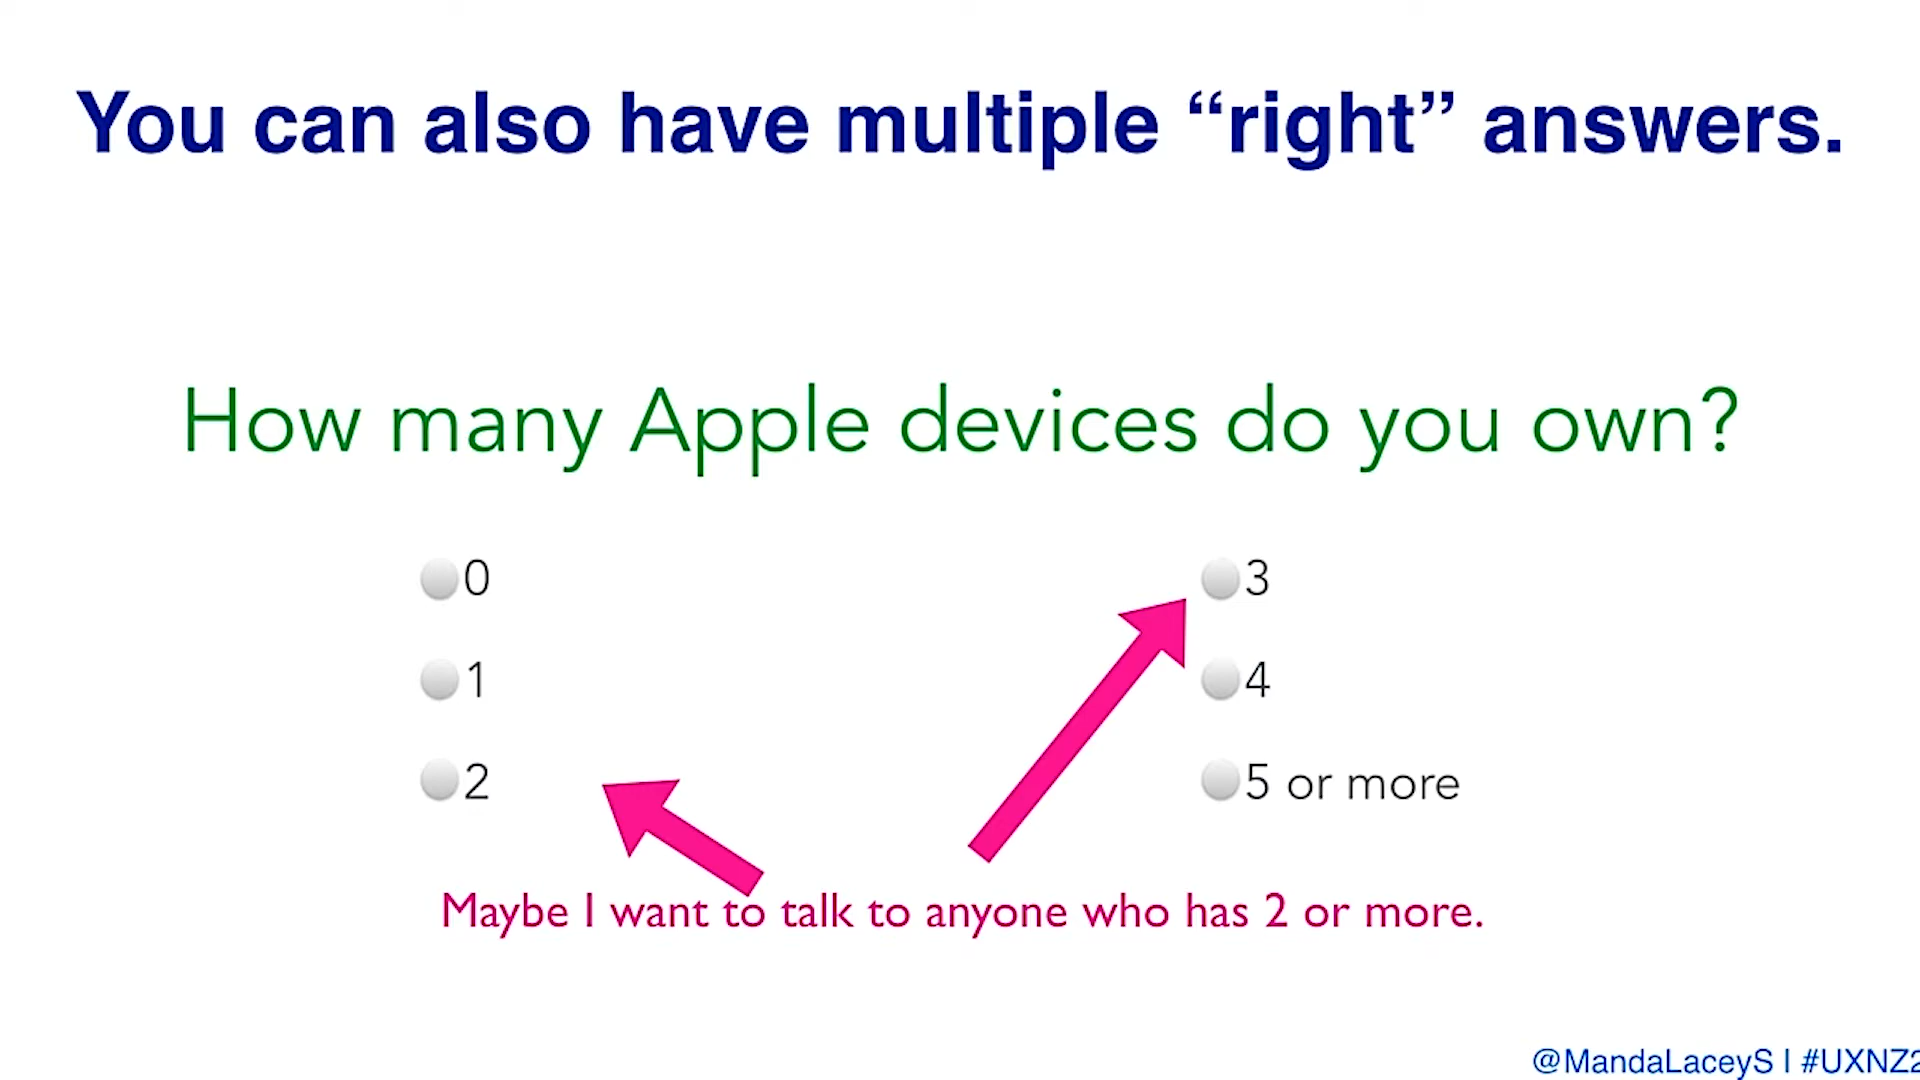 You can also have multiple “right” answers.
How many Apple devices do you own?
0
1
2
3
4
5 or more
Maybe I want to talk to anyone who has 2 or more.
@MandaLaceyS | #UXNZ2